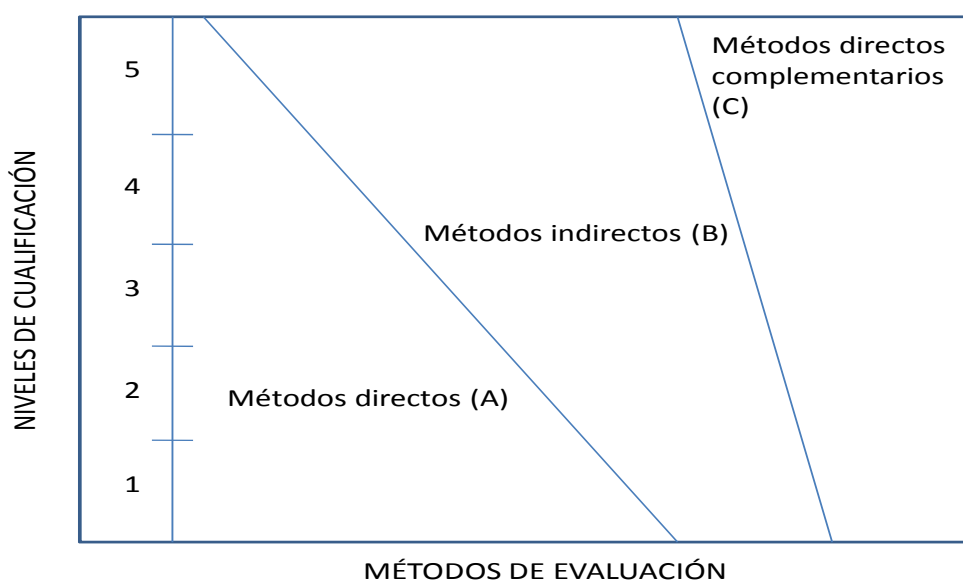 Métodos directos
complementarios
(C)
5
4
Métodos indirectos (B)
3
2
Métodos directos (A)
1
NIVELES DE CUALIFICACIÓN
MÉTODOS DE EVALUACIÓN